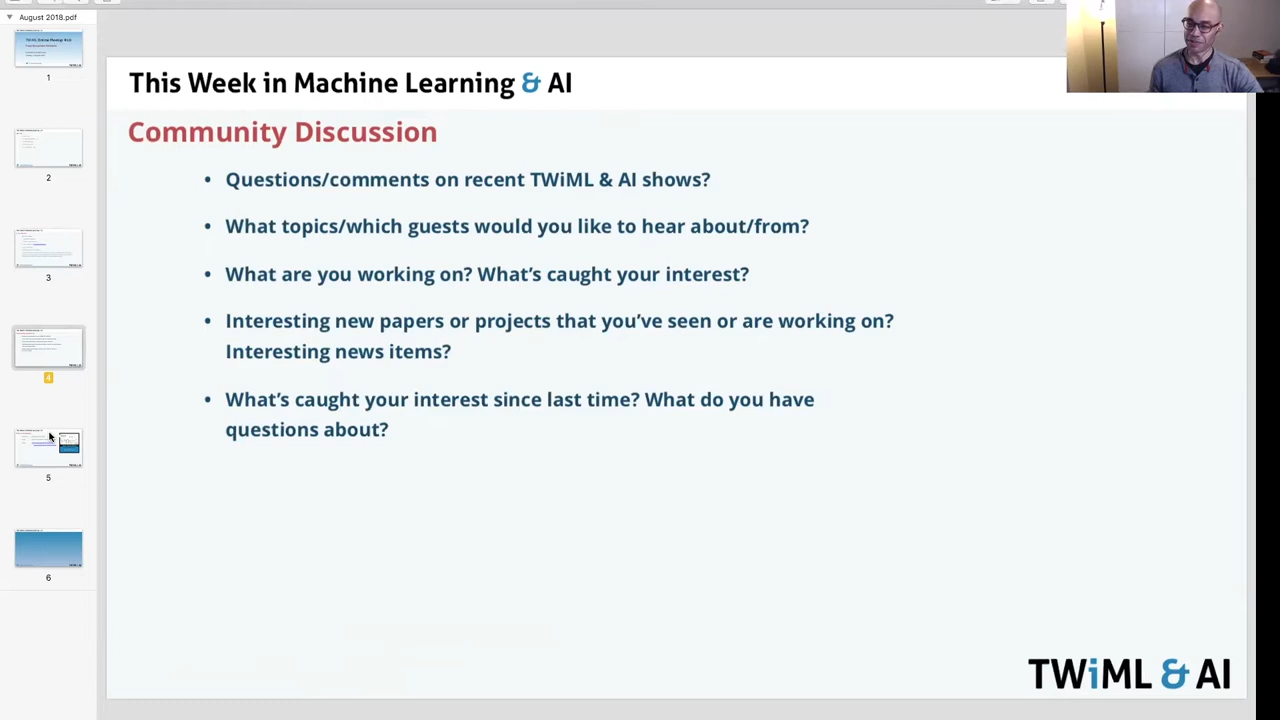 August 2018.pdf
1
2
3
4
5
6
This Week in Machine Learning & AI
Community Discussion
• Questions/comments on recent TWiML & AI shows?
• What topics/which guests would you like to hear about/from?
• What are you working on? What's caught your interest?
• Interesting new papers or projects that you've seen or are working on?
Interesting news items?
• What's caught your interest since last time? What do you have
questions about?
TWiML & AI